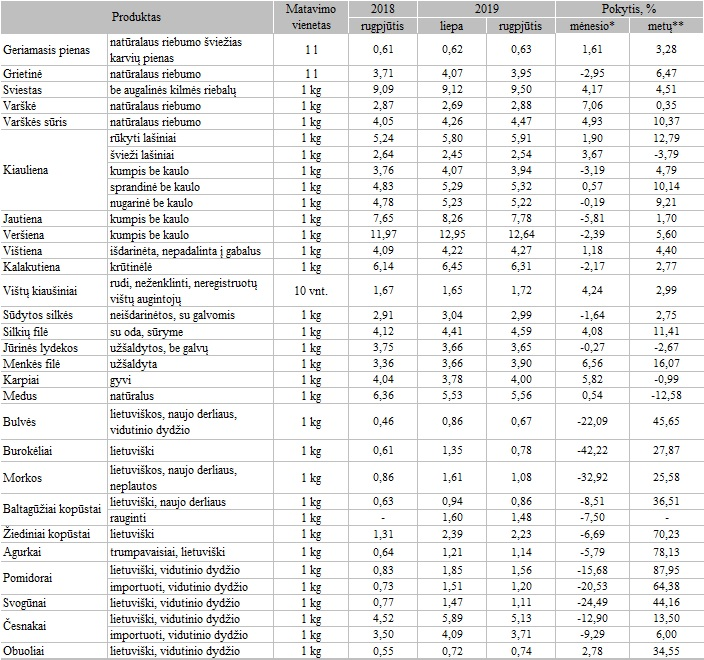 Produktas Matavimo vienetas 2018 2019 Pokytis, %
rugpjūtis liepa rugpjūtis mėnesio* metų**
Geriamasis pienas natūralaus riebumo šviežias karvių pienas 1 l 0,61 0,62 0,63 1,61 3,28
Grietinė natūralaus riebumo 1 l 3,71 4,07 3,95 -2,95 6,47
Sviestas be augalinės kilmės riebalų 1 kg 9,09 9,12 9,50 4,17 4,51
Varškė natūralaus riebumo 1 kg 2,87 2,69 2,88 7,06 0,35
Varškės sūris natūralaus riebumo 1 kg 4,05 4,26 4,47 4,93 10,37
Kiauliena rūkyti lašiniai 1 kg 5,24 5,80 5,91 1,90 12,79
švieži lašiniai 1 kg 2,64 2,45 2,54 3,67 -3,79
kumpis be kaulo 1 kg 3,76 4,07 3,94 -3,19 4,79
sprandinė be kaulo 1 kg 4,83 5,29 5,32 0,57 10,14
nugarinė be kaulo 1 kg 4,78 5,23 5,22 -0,19 9,21
Jautiena kumpis be kaulo 1 kg 7,65 8,26 7,78 -5,81 1,70
Veršiena kumpis be kaulo 1 kg 11,97 12,95 12,64 -2,39 5,60
Vištiena išdarinėta, nepadalinta į gabalus 1 kg 4,09 4,22 4,27 1,18 4,40
Kalakutiena krūtinėlė 1 kg 6,14 6,45 6,31 -2,17 2,77
Vištų kiaušiniai rudi, neženklinti, neregistruotų vištų augintojų 10 vnt. 1,67 1,65 1,72 4,24 2,99
Sūdytos silkės neišdarinėtos, su galvomis 1 kg 2,91 3,04 2,99 -1,64 2,75
Silkių filė su oda, sūryme 1 kg 4,12 4,41 4,59 4,08 11,41
Jūrinės lydekos užšaldytos, be galvų 1 kg 3,75 3,66 3,65 -0,27 -2,67
Menkės filė užšaldyta 1 kg 3,36 3,66 3,90 6,56 16,07
Karpiai gyvi 1 kg 4,04 3,78 4,00 5,82 -0,99
Medus natūralus 1 kg 6,36 5,53 5,56 0,54 -12,58
Bulvės lietuviškos, naujo derliaus, vidutinio dydžio 1 kg 0,46 0,86 0,67 -22,09 45,65
Burokėliai lietuviški 1 kg 0,61 1,35 0,78 -42,22 27,87
Morkos lietuviškos, naujo derliaus, neplautos 1 kg 0,86 1,61 1,08 -32,92 25,58
Baltagūžiai kopūstai lietuviški, naujo derliaus 1 kg 0,63 0,94 0,86 -8,51 36,51
rauginti 1 kg - 1,60 1,48 -7,50 -
Žiediniai kopūstai lietuviški 1 kg 1,31 2,39 2,23 -6,69 70,23
Agurkai trumpavaisiai, lietuviški 1 kg 0,64 1,21 1,14 -5,79 78,13
Pomidorai lietuviški, vidutinio dydžio 1 kg 0,83 1,85 1,56 -15,68 87,95
importuoti, vidutinio dydžio 1 kg 0,73 1,51 1,20 -20,53 64,38
Svogūnai lietuviški, vidutinio dydžio 1 kg 0,77 1,47 1,11 -24,49 44,16
Česnakai lietuviški, vidutinio dydžio 1 kg 4,52 5,89 5,13 -12,90 13,50
importuoti, vidutinio dydžio 1 kg 3,50 4,09 3,71 -9,29 6,00
Obuoliai lietuviški, vidutinio dydžio 1 kg 0,55 0,72 0,74 2,78 34,55